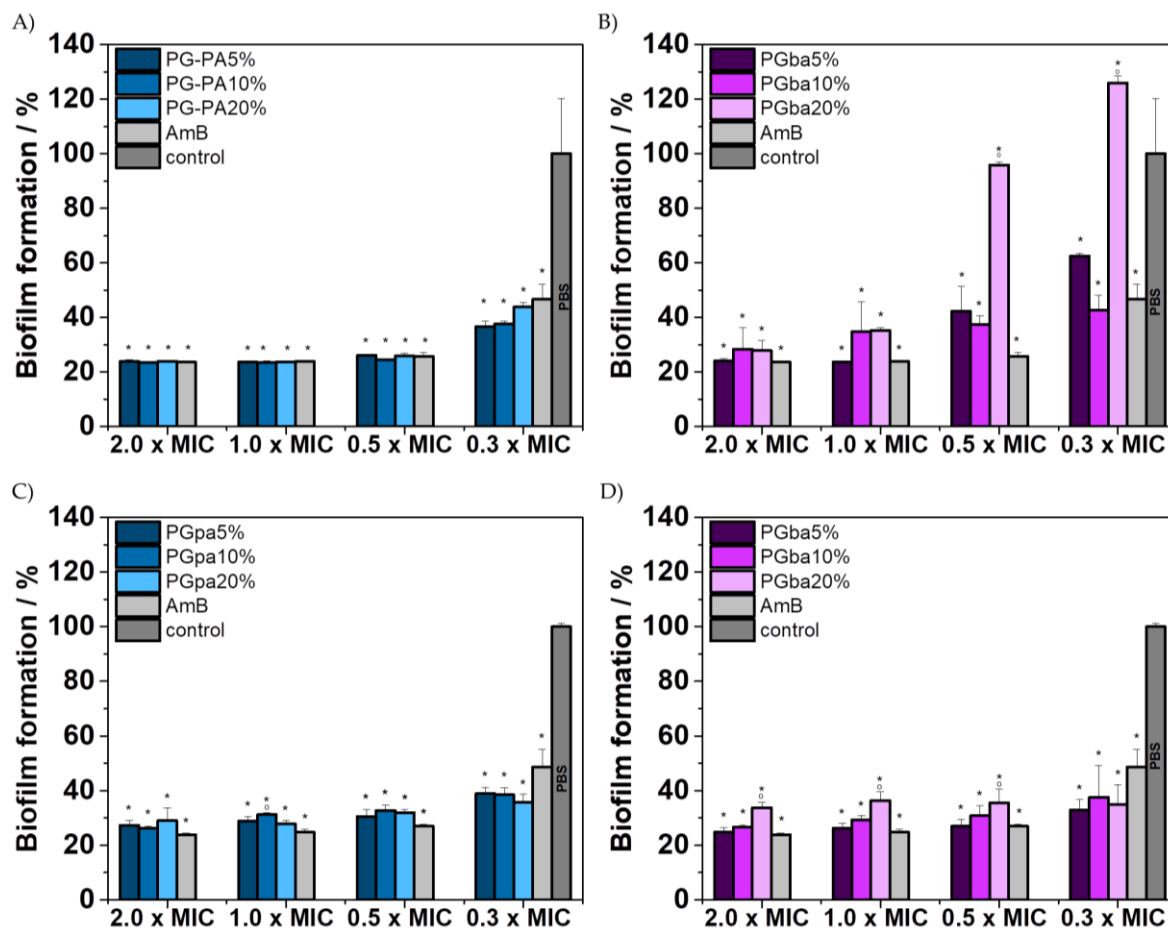 A)
140
120
100
80
60
40
20
0
Biofilm formation / %
PG-PA5%
PG-PA10%
PG-PA20%
AmB
control
* * * *
* * * *
* * * *
* * * *
PBS
2.0 x MIC 1.0 x MIC 0.5 x MIC 0.3 x MIC
B)
140
120
100
80
60
40
20
0
Biofilm formation / %
PGba5%
PGba10%
PGba20%
AmB
control
* * * *
* * * *
* * * o *
* * * o *
PBS
2.0 x MIC 1.0 x MIC 0.5 x MIC 0.3 x MIC
C)
140
120
100
80
60
40
20
0
Biofilm formation / %
PGpa5%
PGpa10%
PGpa20%
AmB
control
* * * *
* * o * *
* * * *
* * * *
PBS
2.0 x MIC 1.0 x MIC 0.5 x MIC 0.3 x MIC
D)
140
120
100
80
60
40
20
0
Biofilm formation / %
PGba5%
PGba10%
PGba20%
AmB
control
* * * o *
* * * o *
* * * o *
* * * *
PBS
2.0 x MIC 1.0 x MIC 0.5 x MIC 0.3 x MIC